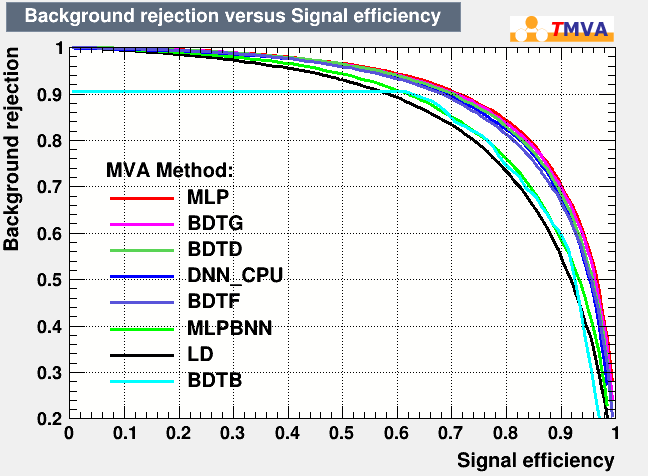 Background rejection versus Signal efficiency
TMVA
Background rejection
1
0.9
0.8
0.7
0.6
0.5
0.4
0.3
0.2
MVA Method:
MLP
BDTG
BDTD
DNN_CPU
BDTF
MLPBNN
LD
BDTB
0 0.1 0.2 0.3 0.4 0.5 0.6 0.7 0.8 0.9 1
Signal efficiency